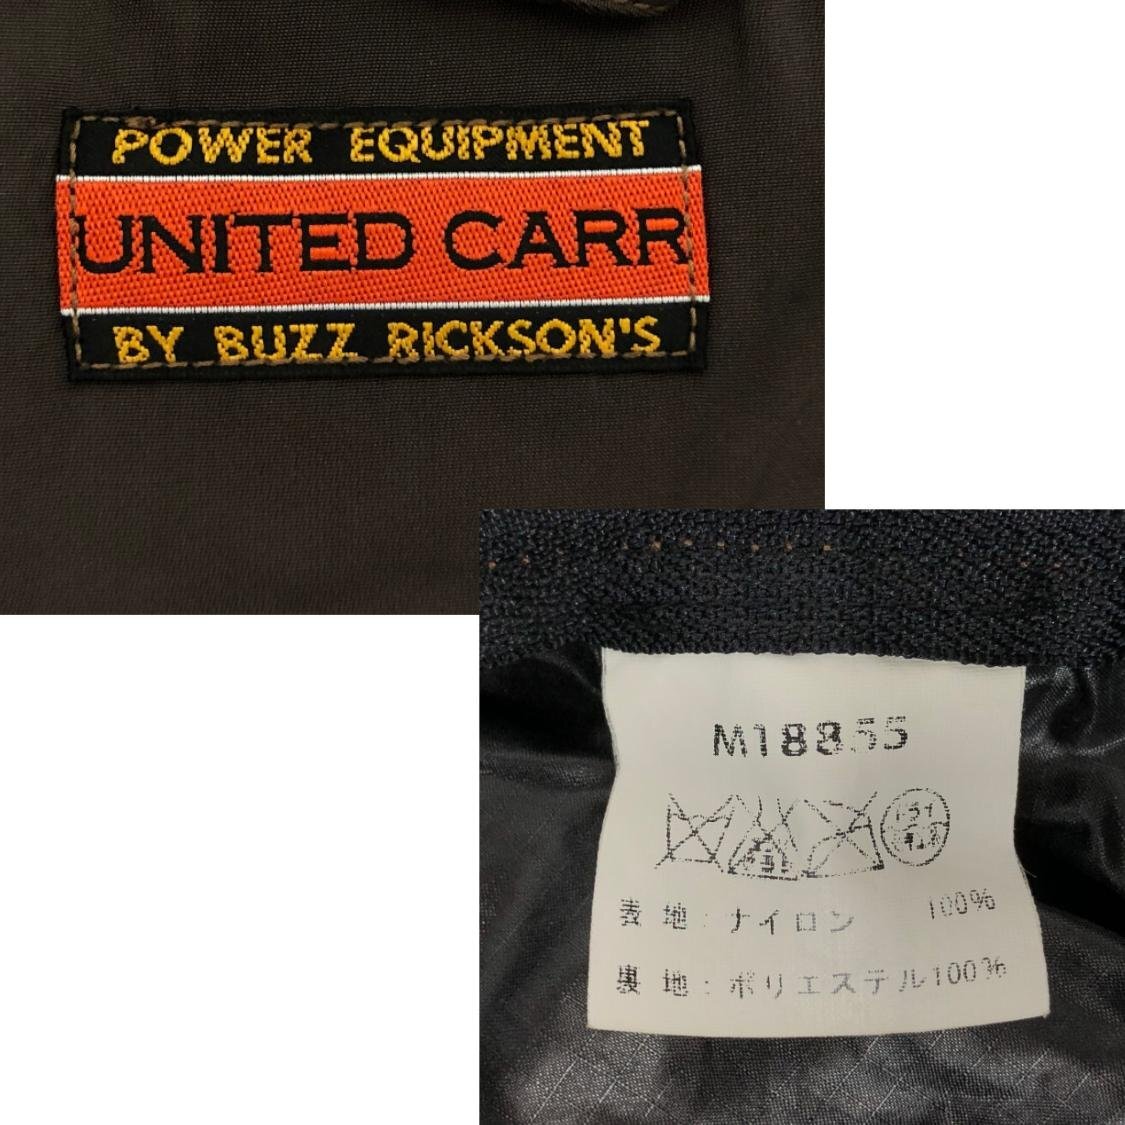 POWER EQUIPMENT
UNITED CARR
BY BUZZ RICKSON'S
M18855
表地:ナイロン 100%
裏地:ポリエステル100%